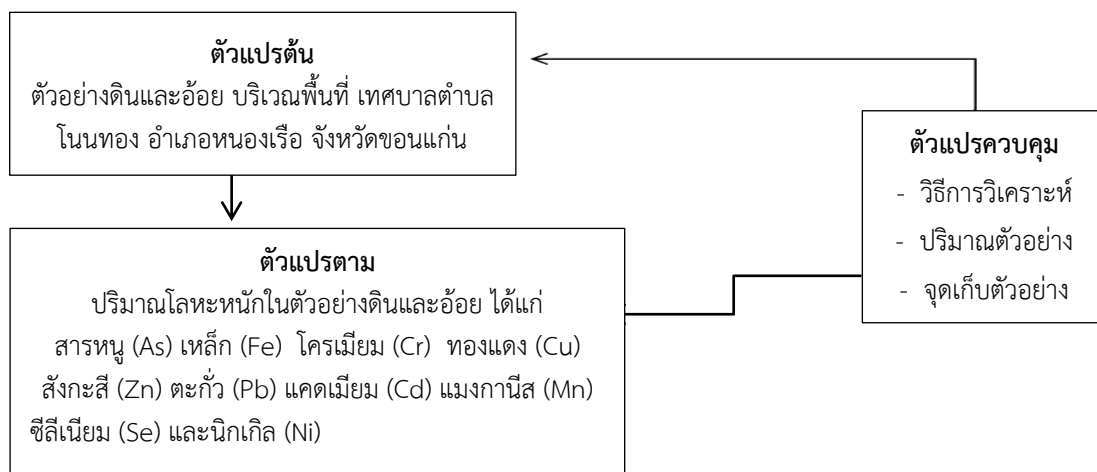 ตัวแปรต้น
ตัวอย่างดินและอ้อย บริเวณพื้นที่ เทศบาลตำบล
โนนทอง อำเภอหนองเรือ จังหวัดขอนแก่น
ตัวแปรควบคุม
- วิธีการวิเคราะห์
- ปริมาณตัวอย่าง
- จุดเก็บตัวอย่าง
ตัวแปรตาม
ปริมาณโลหะหนักในตัวอย่างดินและอ้อย ได้แก่
สารหนู (As) เหล็ก (Fe) โครเมียม (Cr) ทองแดง (Cu)
สังกะสี (Zn) ตะกั่ว (Pb) แคดเมียม (Cd) แมงกานีส (Mn)
ซีลีเนียม (Se) และนิกเกิล (Ni)